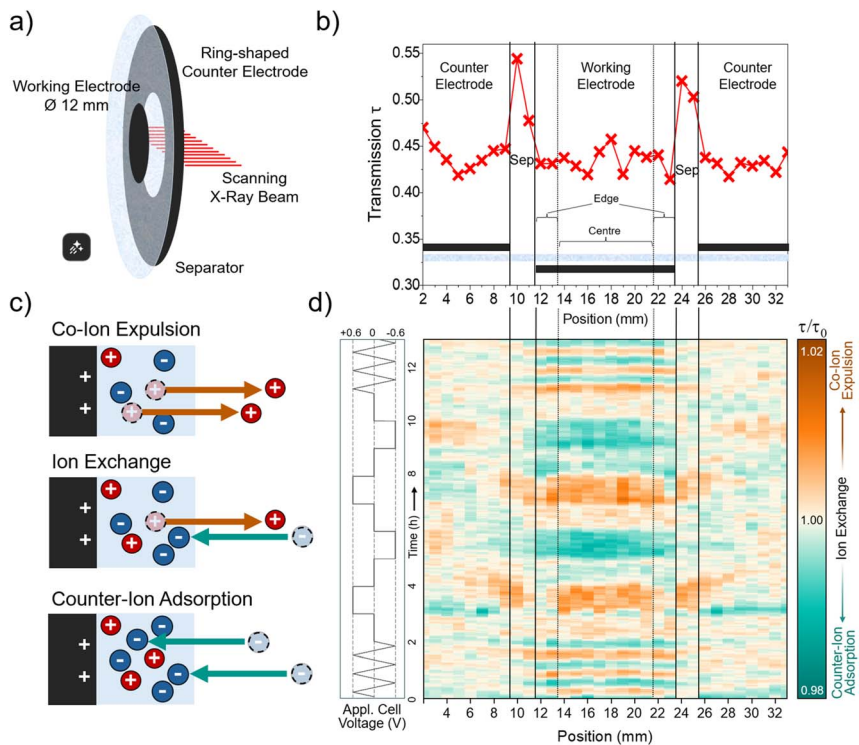 a)
Ring-shaped
Counter Electrode
Working Electrode
Ø 12 mm
Scanning
X-Ray Beam
Separator
b)
Transmission τ
0.55
0.50
0.45
0.40
0.35
0.30
Counter
Electrode
Working
Electrode
Counter
Electrode
Sep
Sep
Edge
Centre
2 4 6 8 10 12 14 16 18 20 22 24 26 28 30 32
Position (mm)
c)
Co-Ion Expulsion
+ + + + + + +
- - -
Ion Exchange
+ + + + + +
- - - - -
Counter-Ion Adsorption
+ + + + +
- - - - - - -
d)
+0.6 0 -0.6
12
10
8
6
4
2
0
Time (h)
Appl. Cell
Voltage (V)
2 4 6 8 10 12 14 16 18 20 22 24 26 28 30 32
Position (mm)
τ/τ0
1.02
1.00
0.98
Co-Ion
Expulsion
Ion Exchange
Counter-Ion
Adsorption